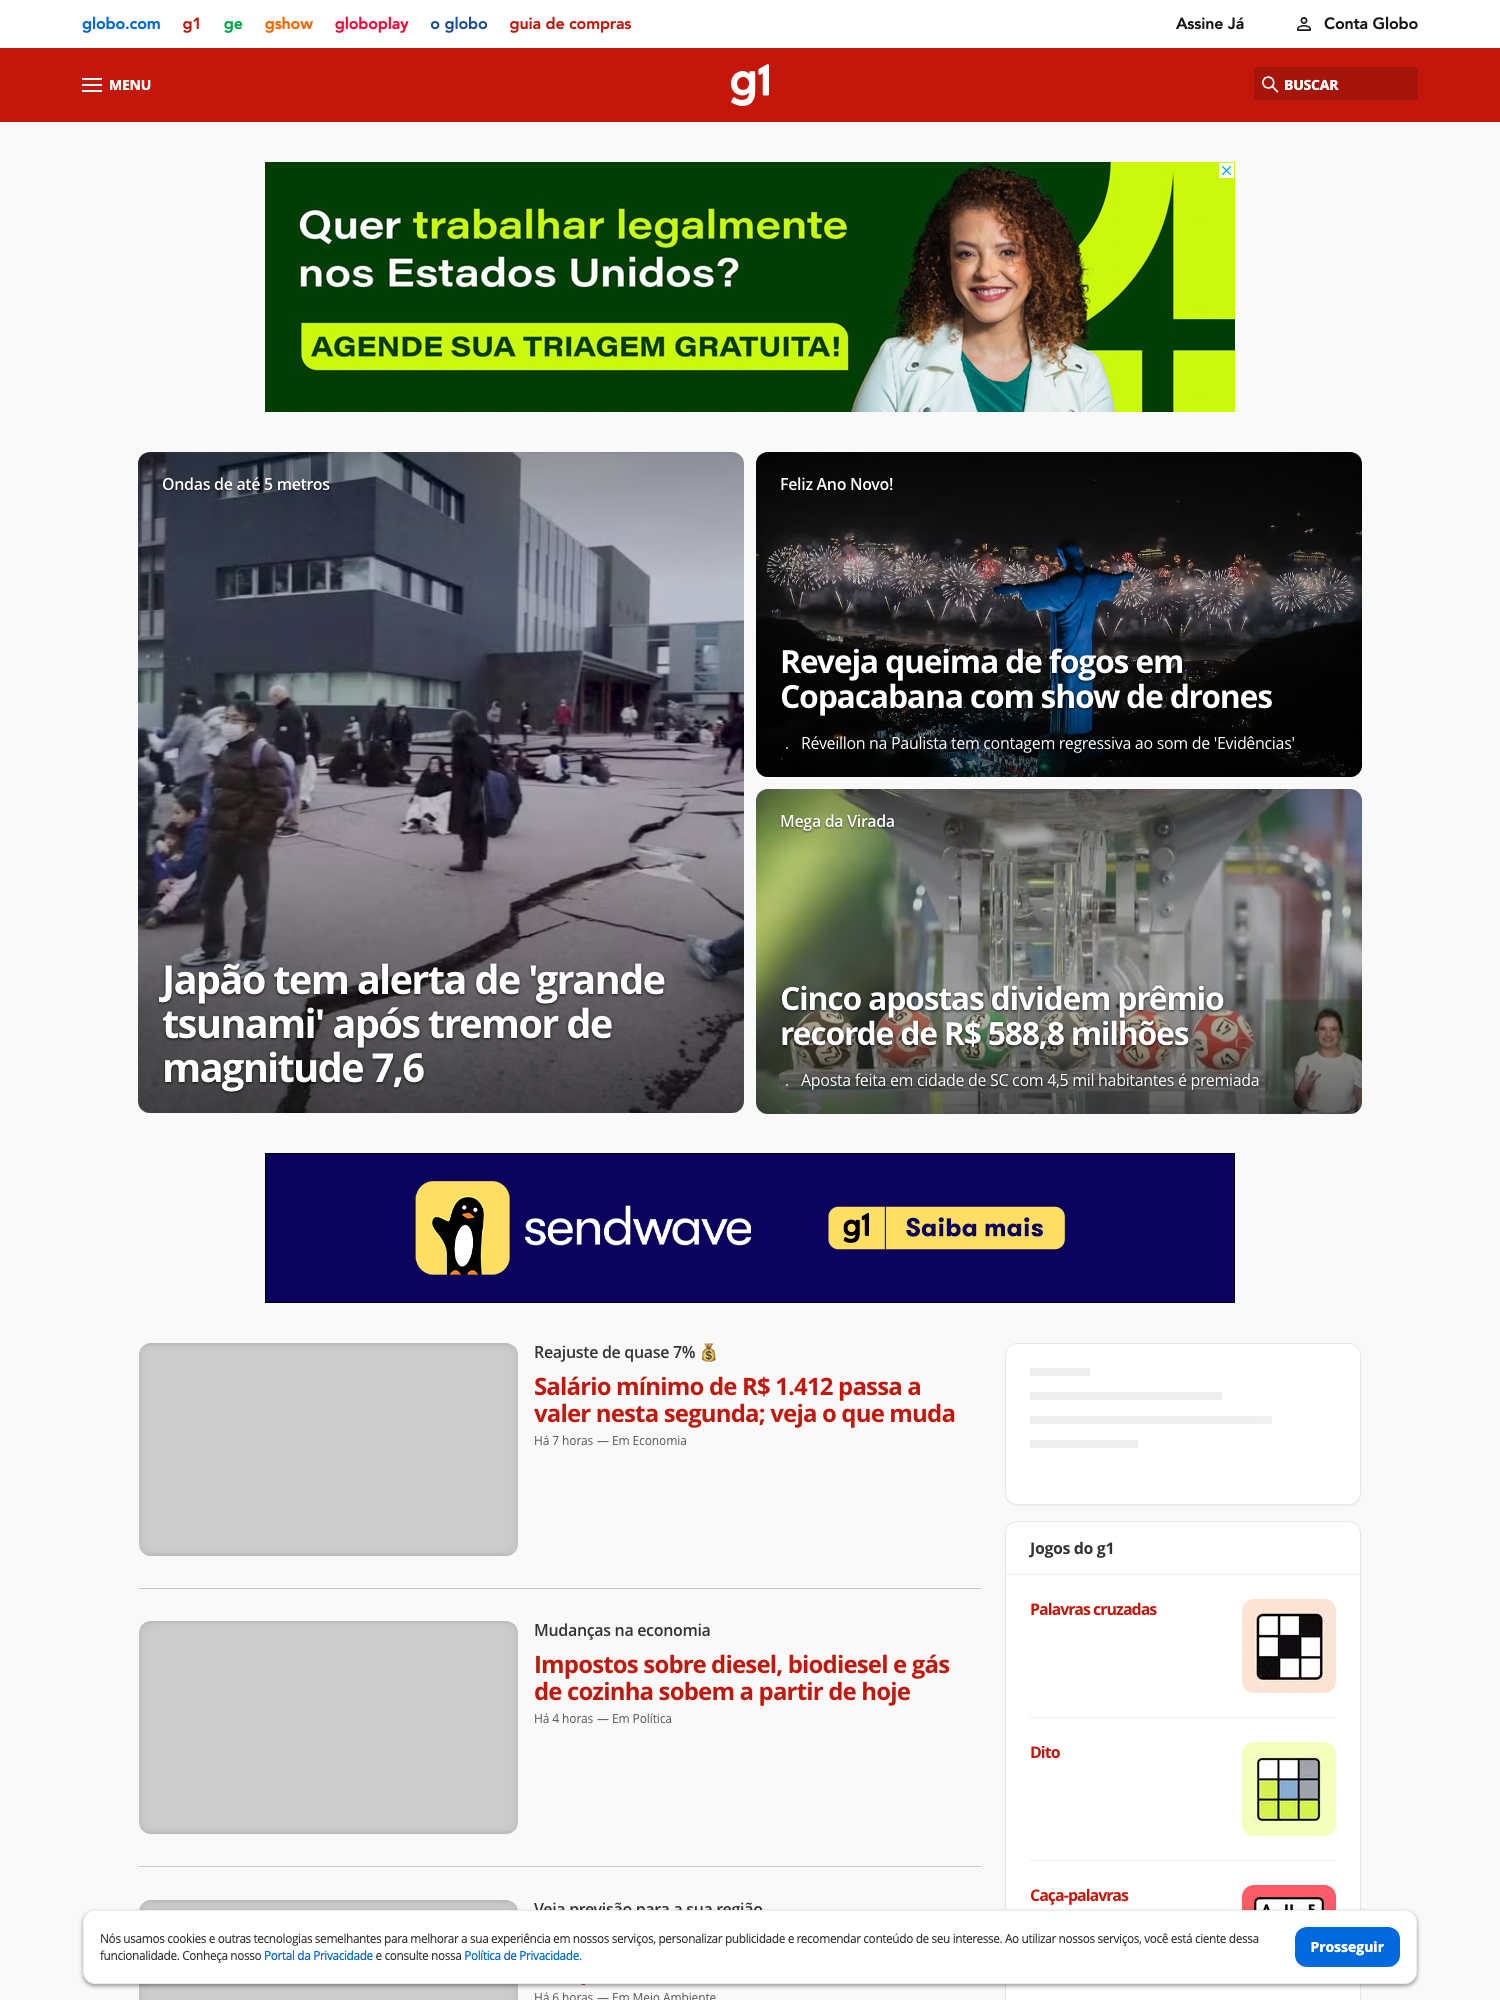 globo.com g1 ge gshow globoplay o globo guia de compras Assine Já Conta Globo
MENU g1 BUSCAR
Quer trabalhar legalmente
nos Estados Unidos?
AGENDE SUA TRIAGEM GRATUITA!
Ondas de até 5 metros
Japão tem alerta de 'grande
tsunami' após tremor de
magnitude 7,6
Feliz Ano Novo!
Reveja queima de fogos em
Copacabana com show de drones
. Réveillon na Paulista tem contagem regressiva ao som de 'Evidências'
Mega da Virada
Cinco apostas dividem prêmio
recorde de R$ 588,8 milhões
. Aposta feita em cidade de SC com 4,5 mil habitantes é premiada
sendwave g1 Saiba mais
Reajuste de quase 7% 💰
Salário mínimo de R$ 1.412 passa a
valer nesta segunda; veja o que muda
Há 7 horas — Em Economia
Mudanças na economia
Impostos sobre diesel, biodiesel e gás
de cozinha sobem a partir de hoje
Há 4 horas — Em Política
Veja previsão para a sua região
Há 6 horas — Em Meio Ambiente
Jogos do g1
Palavras cruzadas
Dito
Caça-palavras
Nós usamos cookies e outras tecnologias semelhantes para melhorar a sua experiência em nossos serviços, personalizar publicidade e recomendar conteúdo de seu interesse. Ao utilizar nossos serviços, você está ciente dessa
funcionalidade. Conheça nosso Portal da Privacidade e consulte nossa Política de Privacidade.
Prosseguir